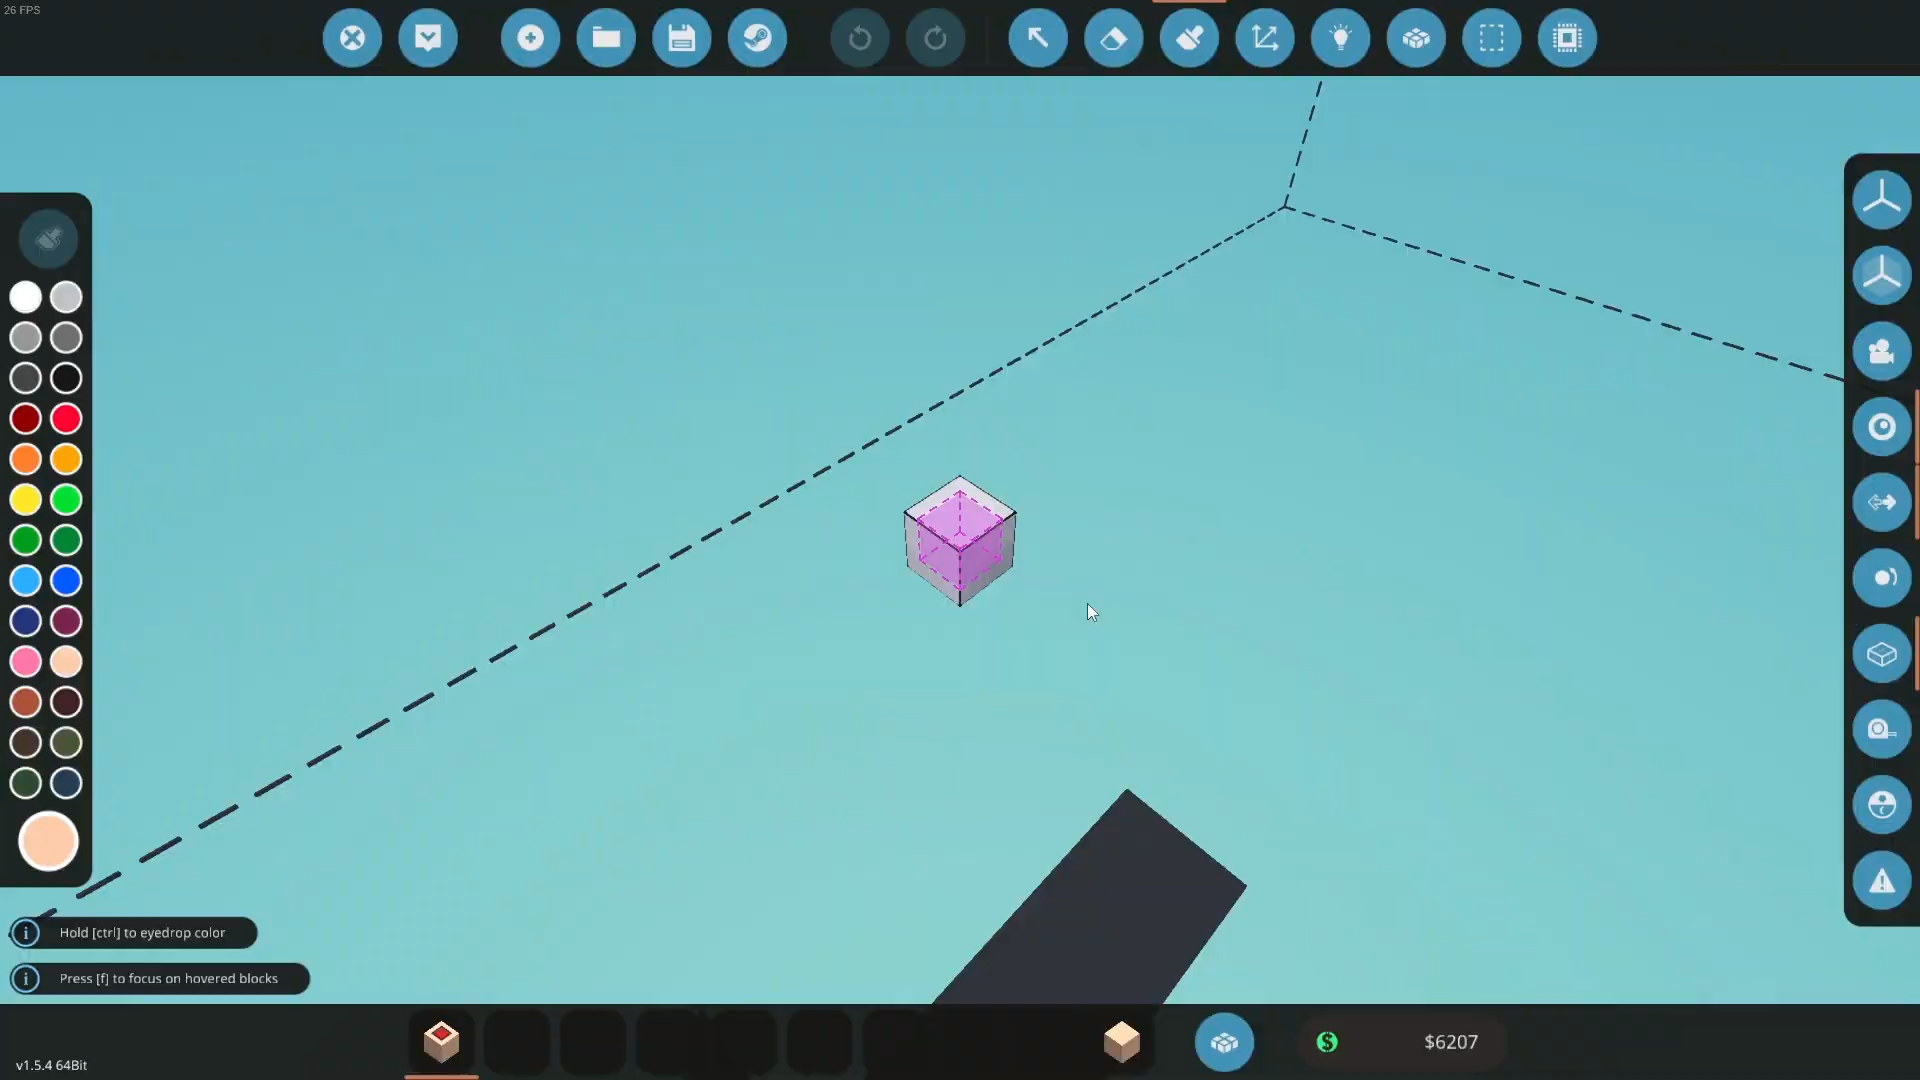 26 FPS
Hold [ctrl] to eyedrop color
Press [f] to focus on hovered blocks
$6207
v1.5.4 64Bit